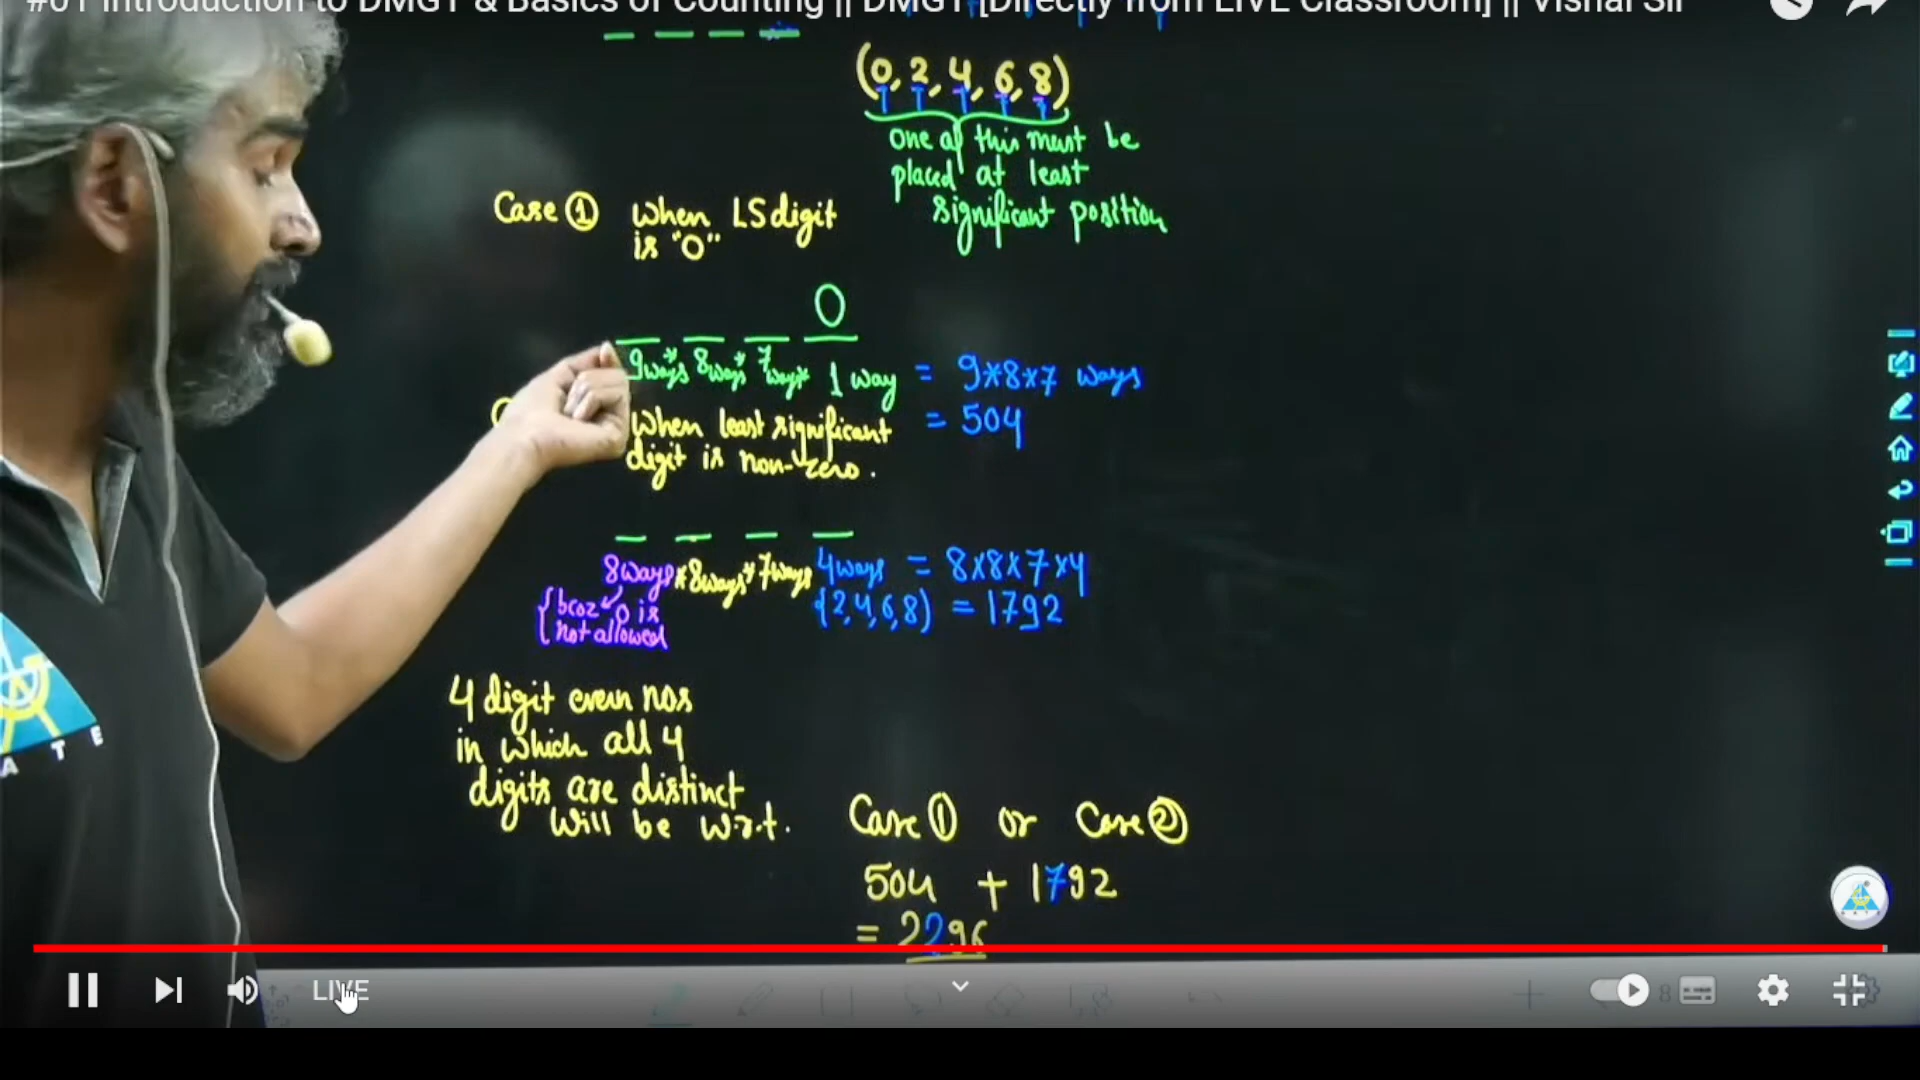 #01 Introduction to DMGT & Basics of Counting || DMGT [Directly from LIVE Classroom] || Vishal Sir
(0, 2, 4, 6, 8)
one of this must be
placed at least
significant position
Case ① When LS digit
is "0"
0
9ways * 8ways * 7ways * 1 way = 9*8*7 ways
= 504
When least significant
digit is non-zero.
8ways * 8ways * 7ways 4ways = 8×8×7×4
(2,4,6,8) = 1792
{bcoz 0 is
not allowed
4 digit even nos
in which all 4
digits are distinct
will be w.r.t.
Case ① or Case ②
504 + 1792
= 2296
A T E
LIVE